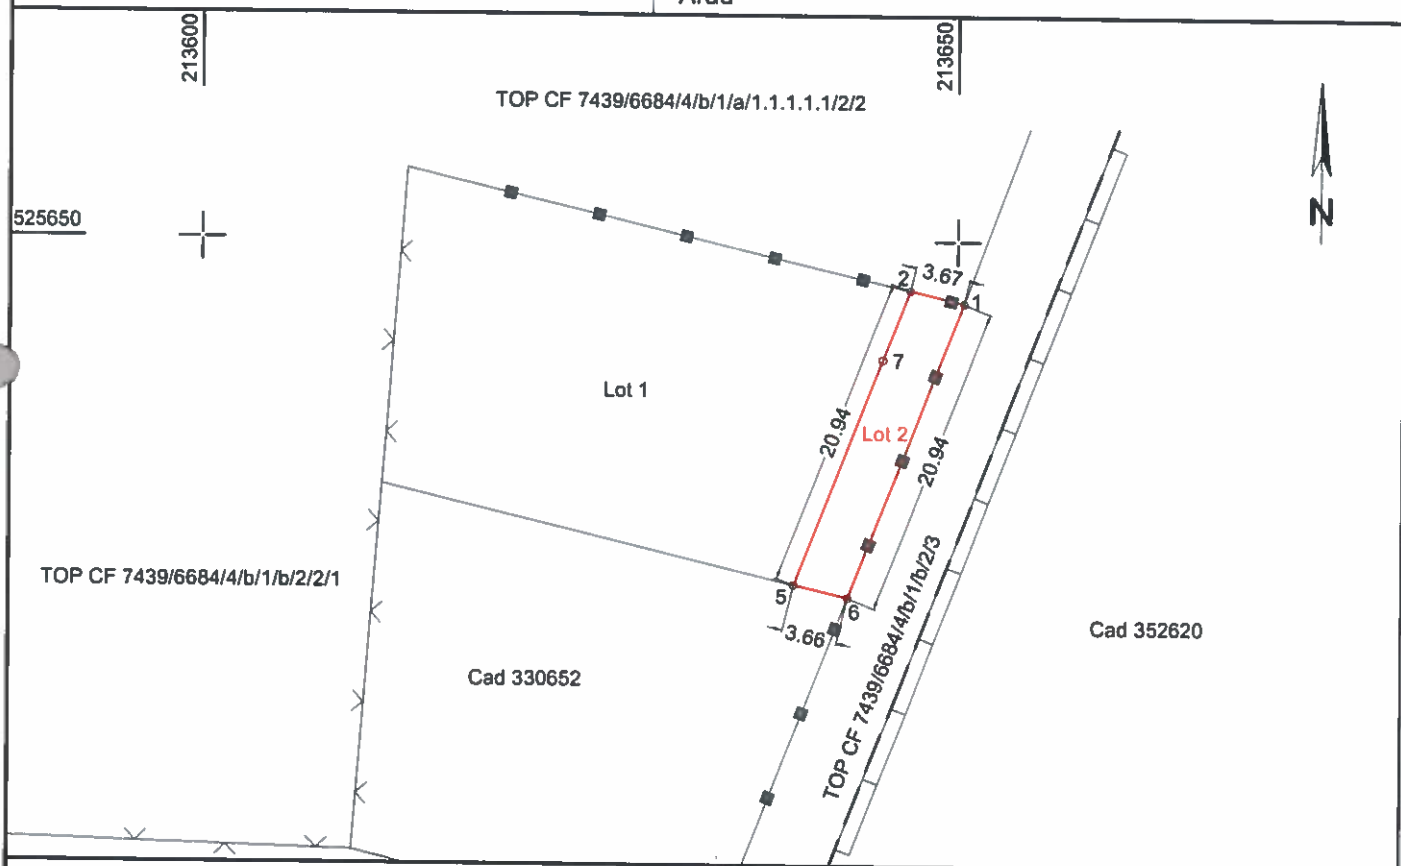 213600
213650
TOP CF 7439/6684/4/b/1/a/1.1.1.1.1/2/2
525650
N
2
3.67
1
7
Lot 1
20.94
Lot 2
20.94
TOP CF 7439/6684/4/b/1/b/2/2/1
5
6
3.66
TOP CF 7439/6684/4/b/1/b/2/3
Cad 352620
Cad 330652